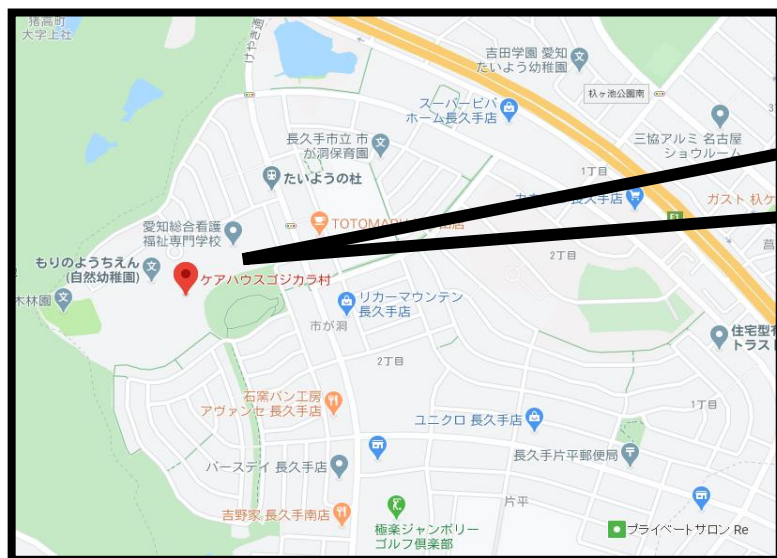 猪高町
大字上社
けやき通
吉田学園 愛知
たいよう幼稚園
杁ヶ池公園南
スーパービバ
ホーム長久手店
三協アルミ 名古屋
ショウルーム
長久手市立 市
が洞保育園
1丁目
たいようの杜
長久手店
ガスト 杁ケ
E1
愛知総合看護
福祉専門学校
TOTOMARU
2丁目
もりのようちえん
(自然幼稚園)
ケアハウスゴジカラ村
木林園
リカーマウンテン
長久手店
市が洞
住宅型有
トラスト
2丁目
石窯パン工房
アヴァンセ 長久手店
1丁目
ユニクロ 長久手店
長久手片平郵便局
バースデイ 長久手店
片平
吉野家 長久手南店
極楽ジャンボリー
ゴルフ倶楽部
プライベートサロン Re